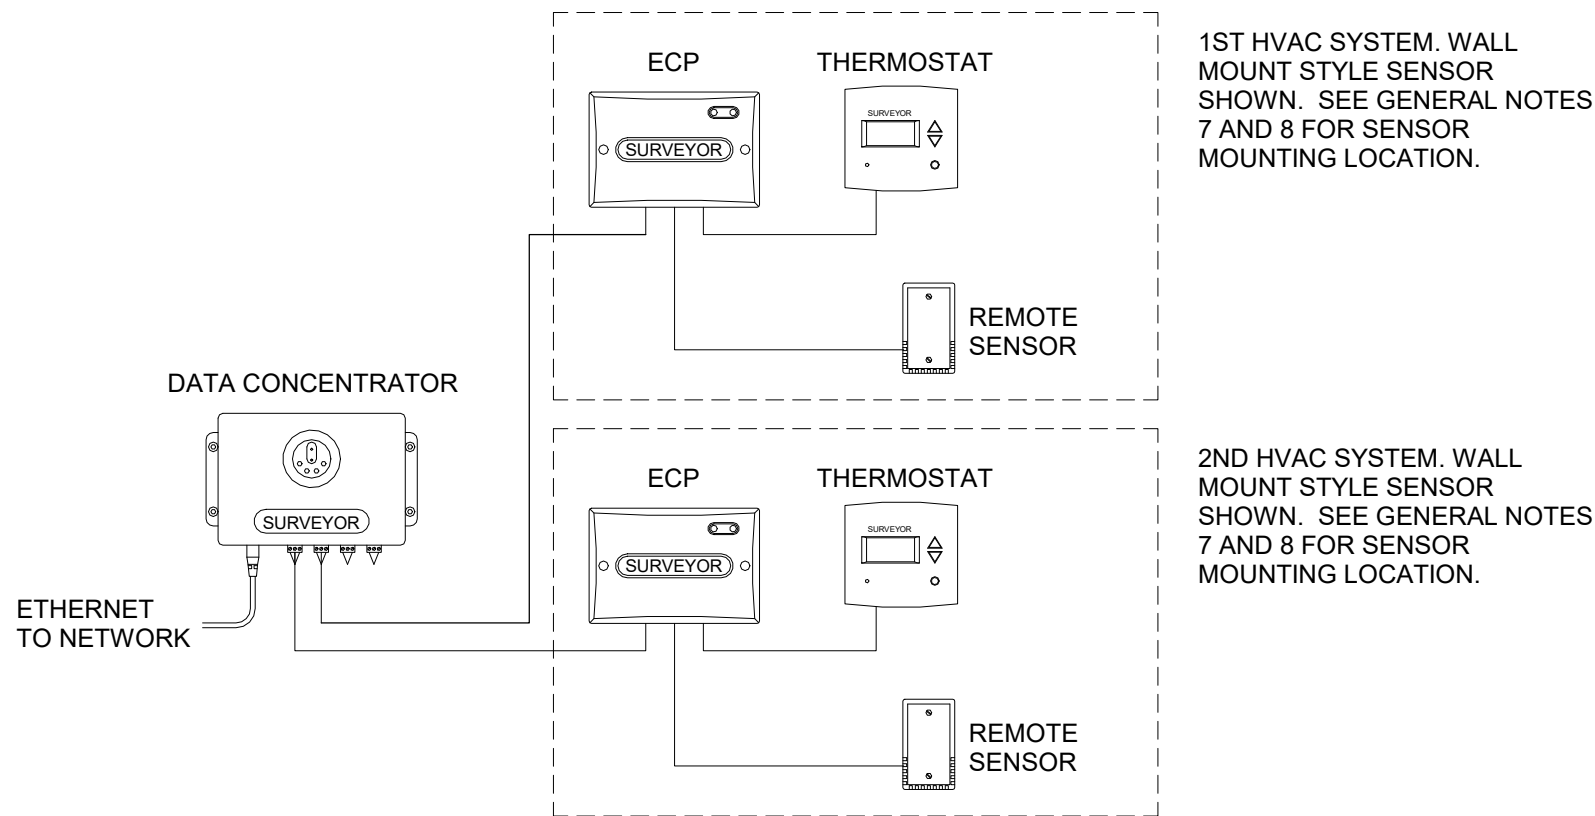 ECP
THERMOSTAT
SURVEYOR
SURVEYOR
REMOTE
SENSOR
1ST HVAC SYSTEM. WALL
MOUNT STYLE SENSOR
SHOWN.  SEE GENERAL NOTES
7 AND 8 FOR SENSOR
MOUNTING LOCATION.
DATA CONCENTRATOR
SURVEYOR
ETHERNET
TO NETWORK
ECP
THERMOSTAT
SURVEYOR
SURVEYOR
REMOTE
SENSOR
2ND HVAC SYSTEM. WALL
MOUNT STYLE SENSOR
SHOWN.  SEE GENERAL NOTES
7 AND 8 FOR SENSOR
MOUNTING LOCATION.